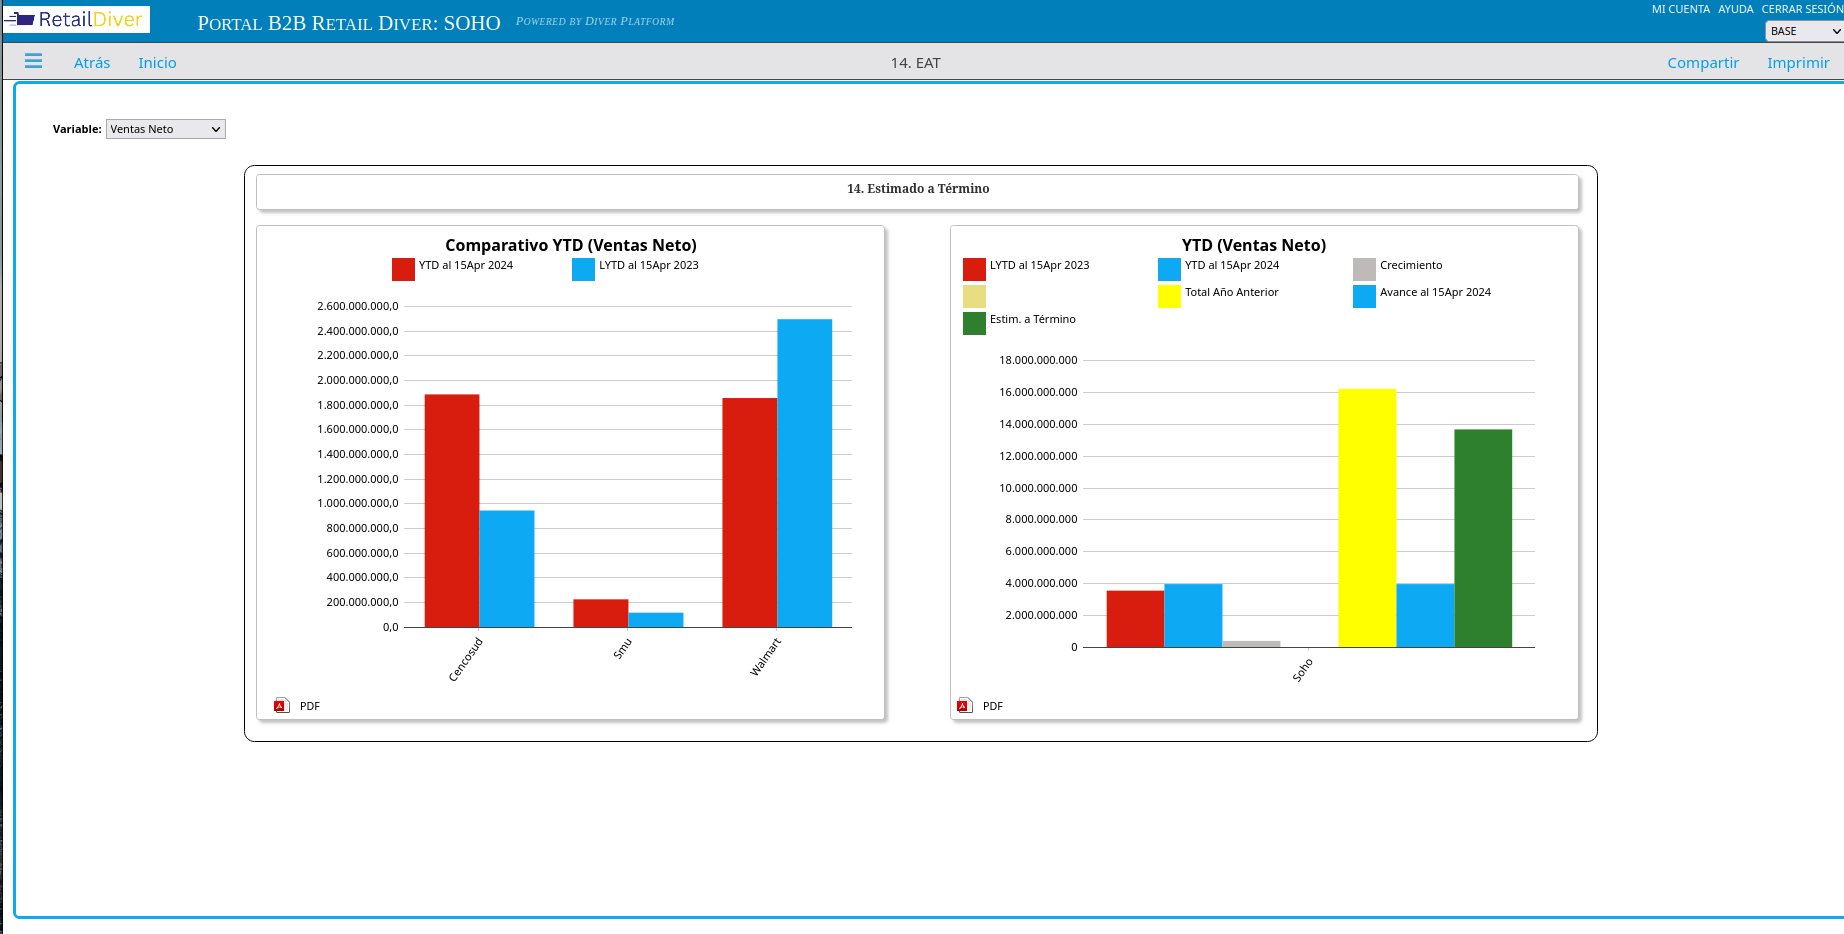 RetailDiver
PORTAL B2B RETAIL DIVER: SOHO
POWERED BY DIVER PLATFORM
MI CUENTA AYUDA CERRAR SESIÓN
BASE
Atrás
Inicio
14. EAT
Compartir
Imprimir
Variable: Ventas Neto
14. Estimado a Término
Comparativo YTD (Ventas Neto)
YTD al 15Apr 2024
LYTD al 15Apr 2023
2.600.000.000,0
2.400.000.000,0
2.200.000.000,0
2.000.000.000,0
1.800.000.000,0
1.600.000.000,0
1.400.000.000,0
1.200.000.000,0
1.000.000.000,0
800.000.000,0
600.000.000,0
400.000.000,0
200.000.000,0
0,0
Cencosud
Smu
Walmart
PDF
YTD (Ventas Neto)
LYTD al 15Apr 2023
YTD al 15Apr 2024
Crecimiento
Total Año Anterior
Avance al 15Apr 2024
Estim. a Término
18.000.000.000
16.000.000.000
14.000.000.000
12.000.000.000
10.000.000.000
8.000.000.000
6.000.000.000
4.000.000.000
2.000.000.000
0
Soho
PDF